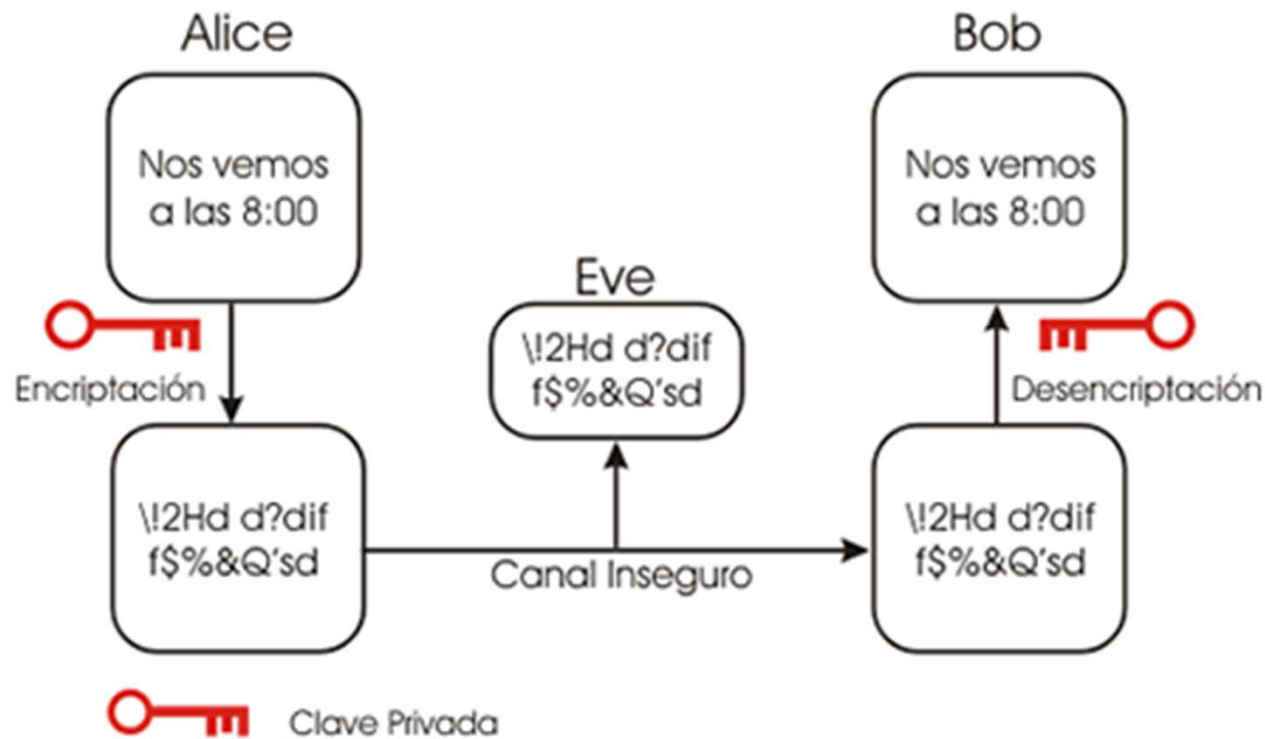 Alice
Bob
Nos vemos
a las 8:00
Nos vemos
a las 8:00
Eve
\!2Hd d?dif
f$%&Q'sd
Encriptación
Desencriptación
\!2Hd d?dif
f$%&Q'sd
\!2Hd d?dif
f$%&Q'sd
Canal Inseguro
Clave Privada